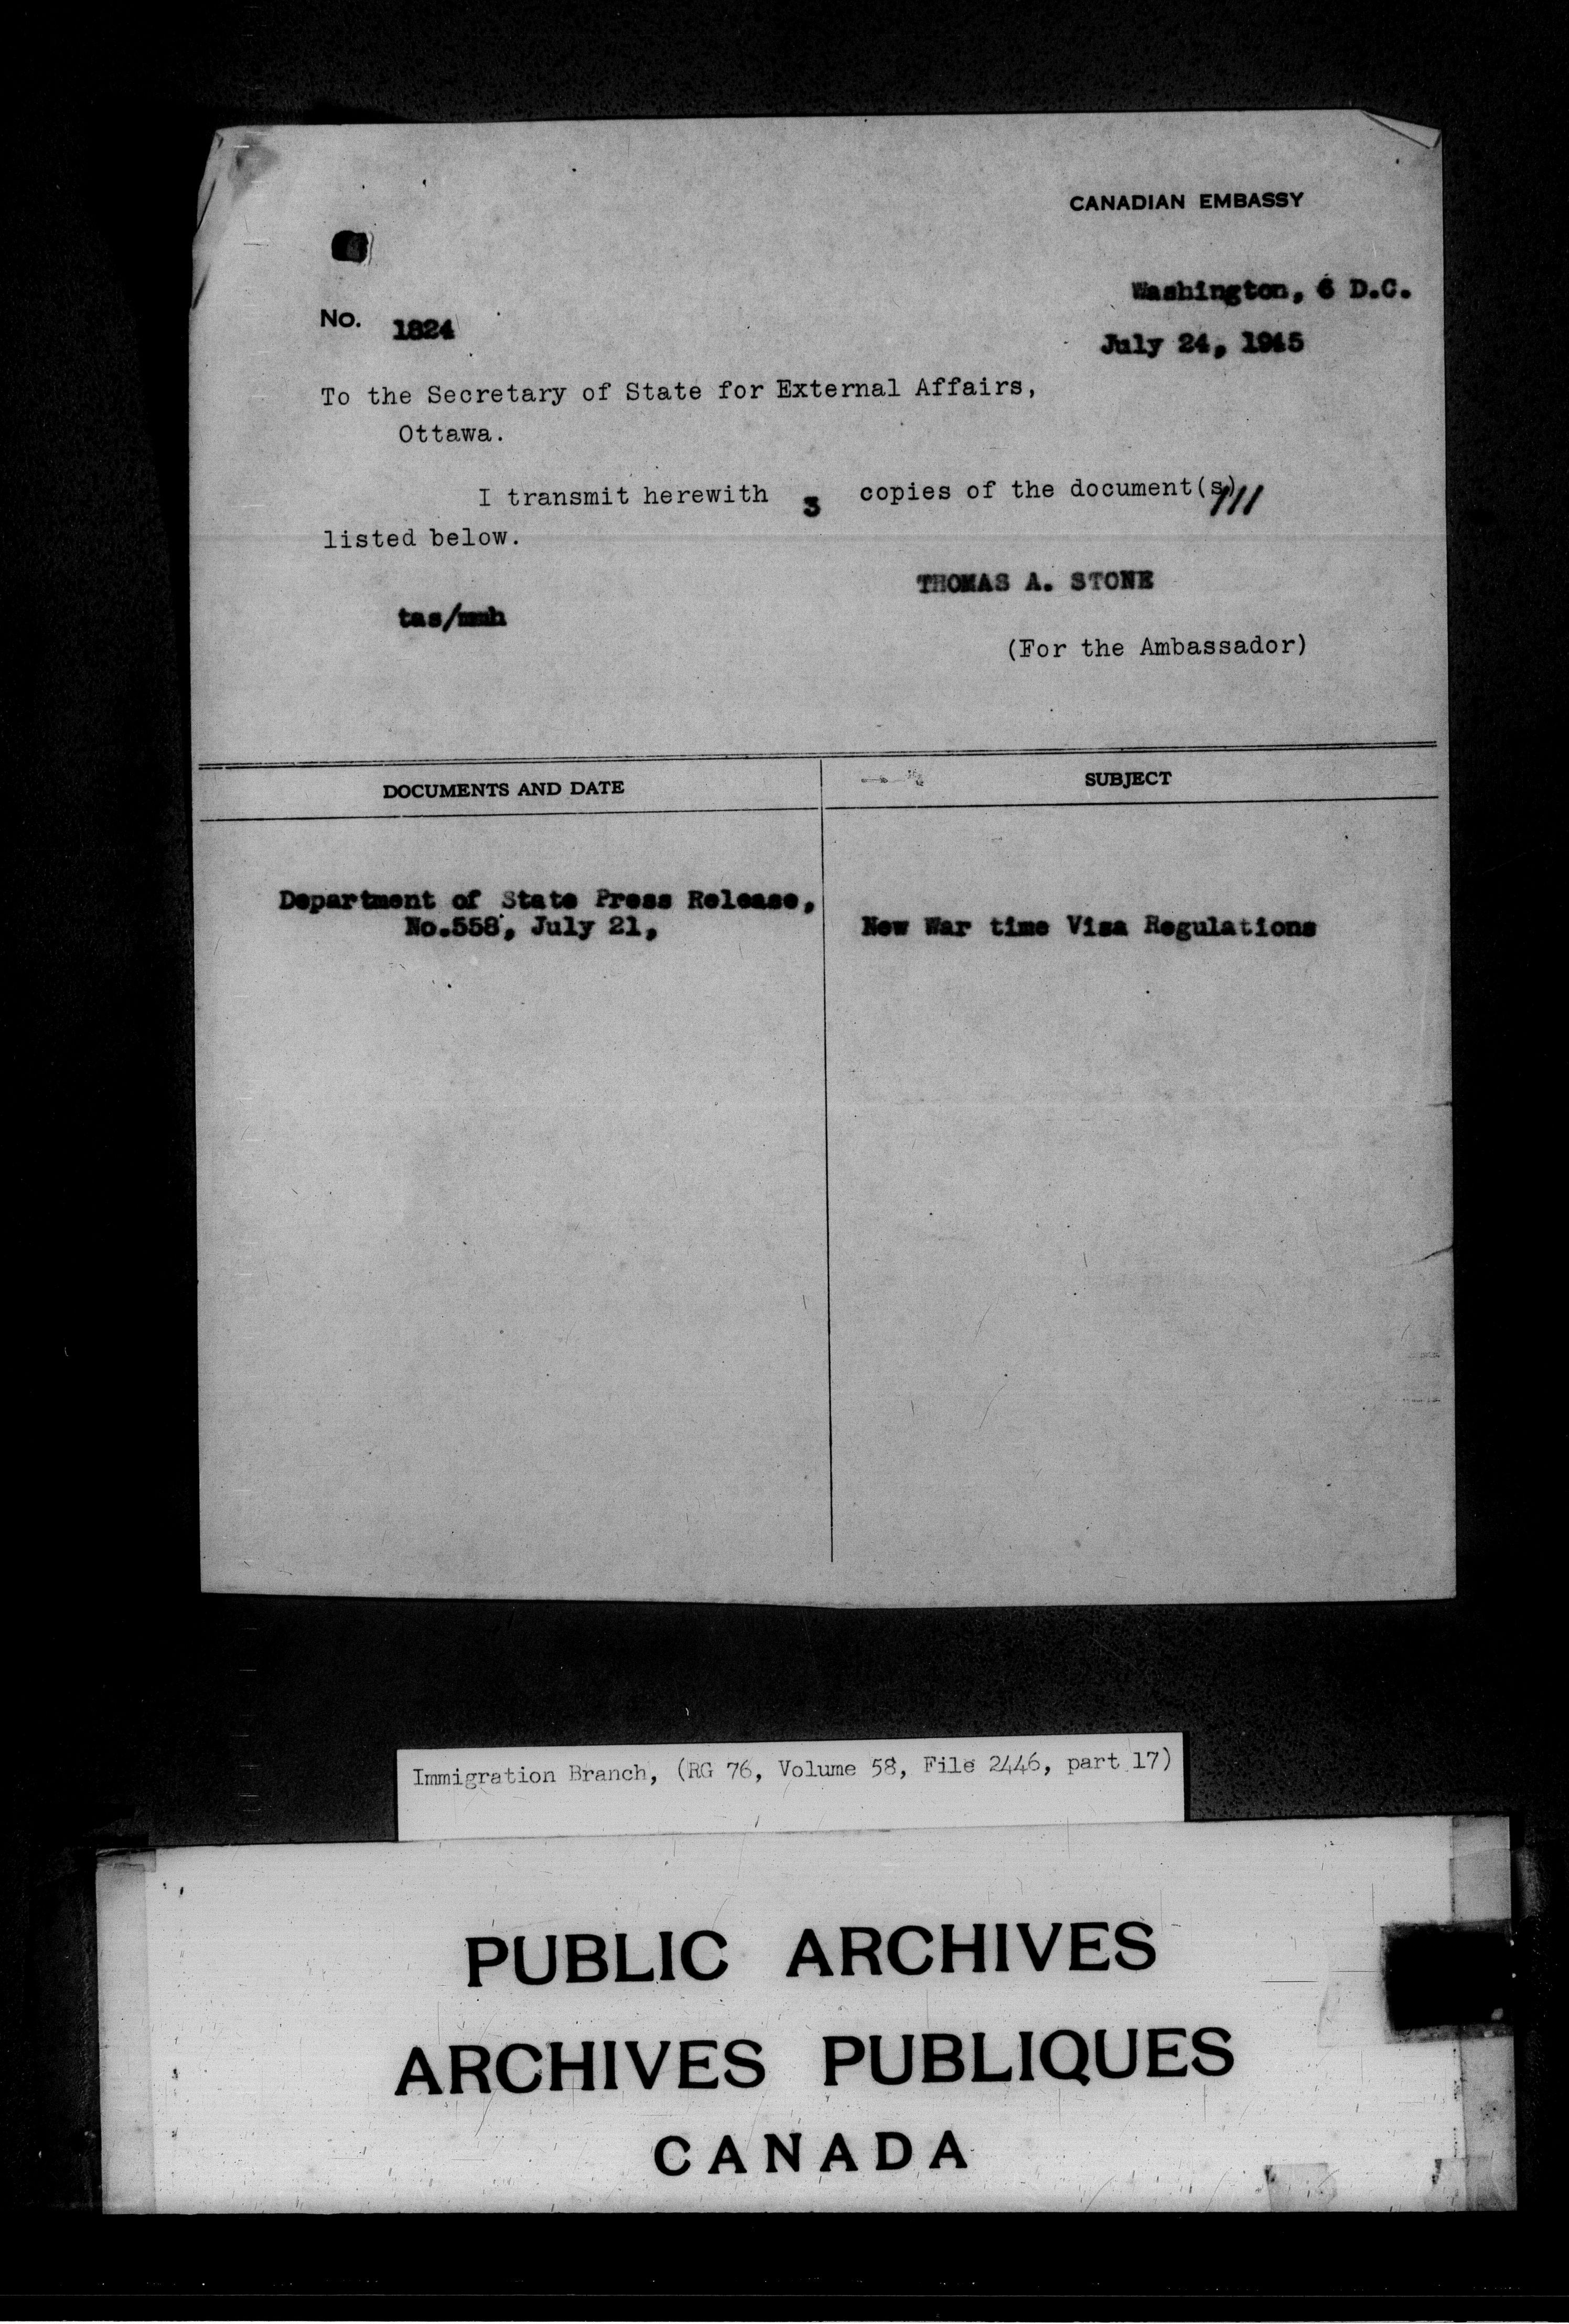 CANADIAN EMBASSY
Washington, 6 D.C.
No. 1824
July 24, 1945
To the Secretary of State for External Affairs,
Ottawa.
I transmit herewith 3 copies of the document(s)///
listed below.
THOMAS A. STONE
tas/mmh
(For the Ambassador)
DOCUMENTS AND DATE
SUBJECT
Department of State Press Release,
No.558, July 21,
New War time Visa Regulations
Immigration Branch, (RG 76, Volume 58, File 2446, part 17)
PUBLIC ARCHIVES
ARCHIVES PUBLIQUES
CANADA